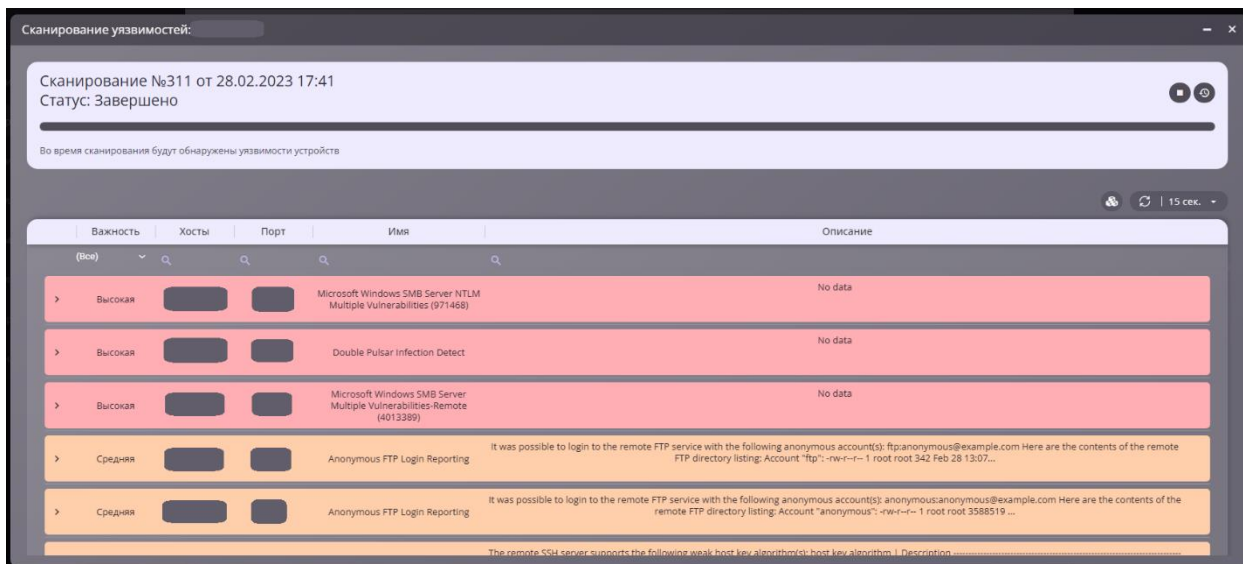 Сканирование уязвимостей:
Сканирование №311 от 28.02.2023 17:41
Статус: Завершено
Во время сканирования будут обнаружены уязвимости устройств
15 сек.
Важность Хосты Порт Имя Описание
(Все)
Высокая Microsoft Windows SMB Server NTLM No data
Multiple Vulnerabilities (971468)
Высокая Double Pulsar Infection Detect No data
Высокая Microsoft Windows SMB Server No data
Multiple Vulnerabilities-Remote
(4013389)
Средняя Anonymous FTP Login Reporting It was possible to login to the remote FTP service with the following anonymous account(s): ftp:anonymous@example.com Here are the contents of the remote
FTP directory listing: Account "ftp": -rw-r--r-- 1 root root 342 Feb 28 13:07...
Средняя Anonymous FTP Login Reporting It was possible to login to the remote FTP service with the following anonymous account(s): anonymous:anonymous@example.com Here are the contents of the
remote FTP directory listing: Account "anonymous": -rw-r--r-- 1 root root 3588519 ...
The remote SSH server supports the following weak host key algorithm(s): host key algorithm | Description